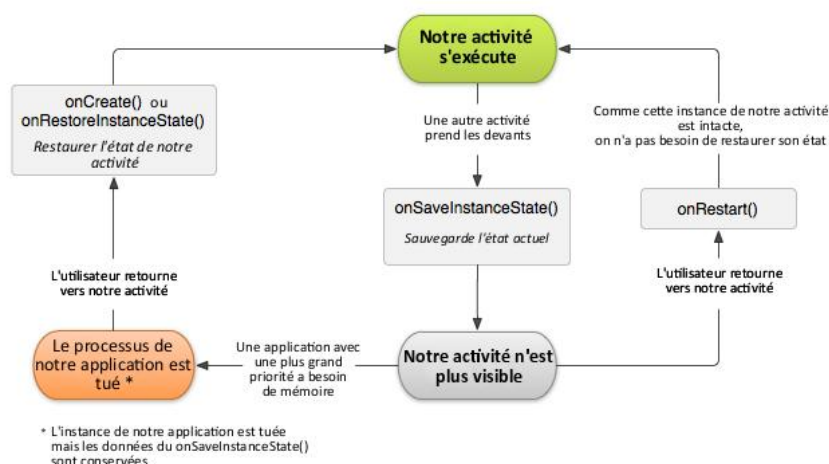 Notre activité
s'exécute
onCreate() ou
onRestoreInstanceState()
Restaurer l'état de notre
activité
Une autre activité
prend les devants
Comme cette instance de notre activité
est intacte,
on n'a pas besoin de restaurer son état
onSaveInstanceState()
Sauvegarde l'état actuel
onRestart()
L'utilisateur retourne
vers notre activité
L'utilisateur retourne
vers notre activité
Le processus de
notre application est
tué *
Une application avec
une plus grand
priorité a besoin
de mémoire
Notre activité n'est
plus visible
* L'instance de notre application est tuée
mais les données du onSaveInstanceState()
sont conservées